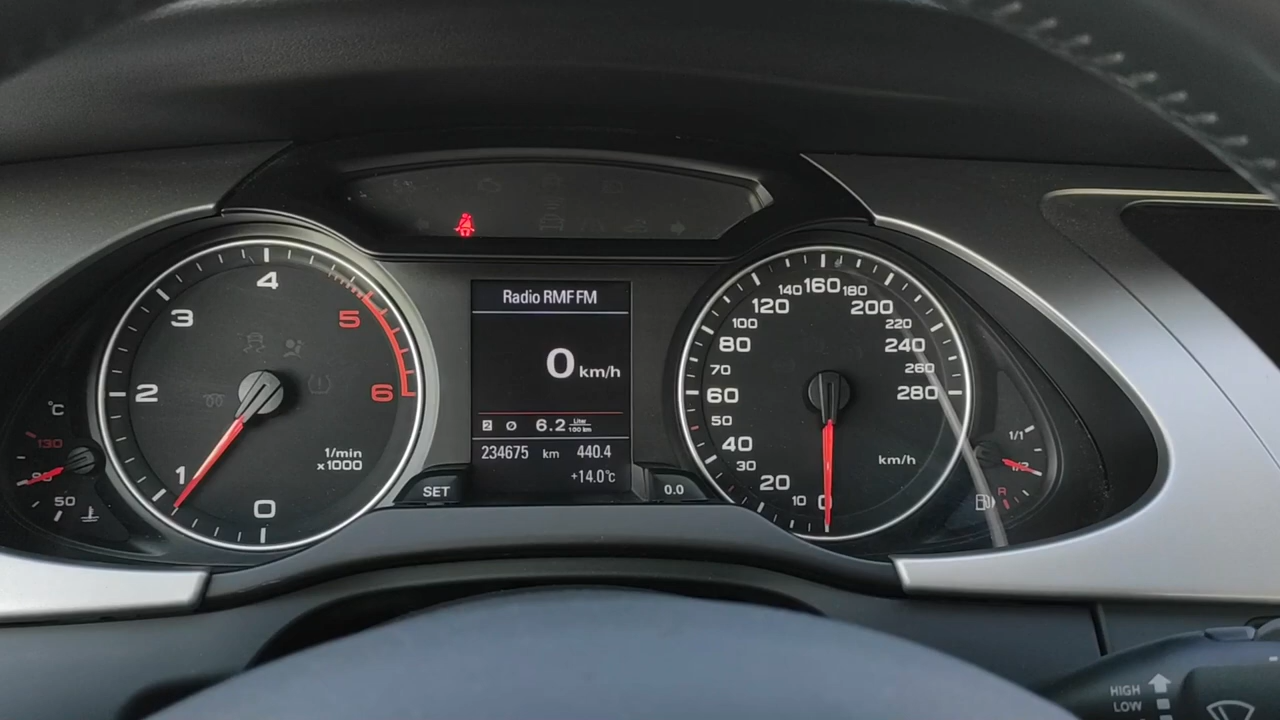 Radio RMF FM
0 km/h
2 Ø 6.2 Liter
100 km
234675 km 440.4
+14.0°C
SET
0.0
0
1
2
3
4
5
6
1/min
x1000
0
10
20
30
40
50
60
70
80
100
120
140
160
180
200
220
240
260
280
km/h
°C
130
90
50
1/1
1/2
R
HIGH
LOW